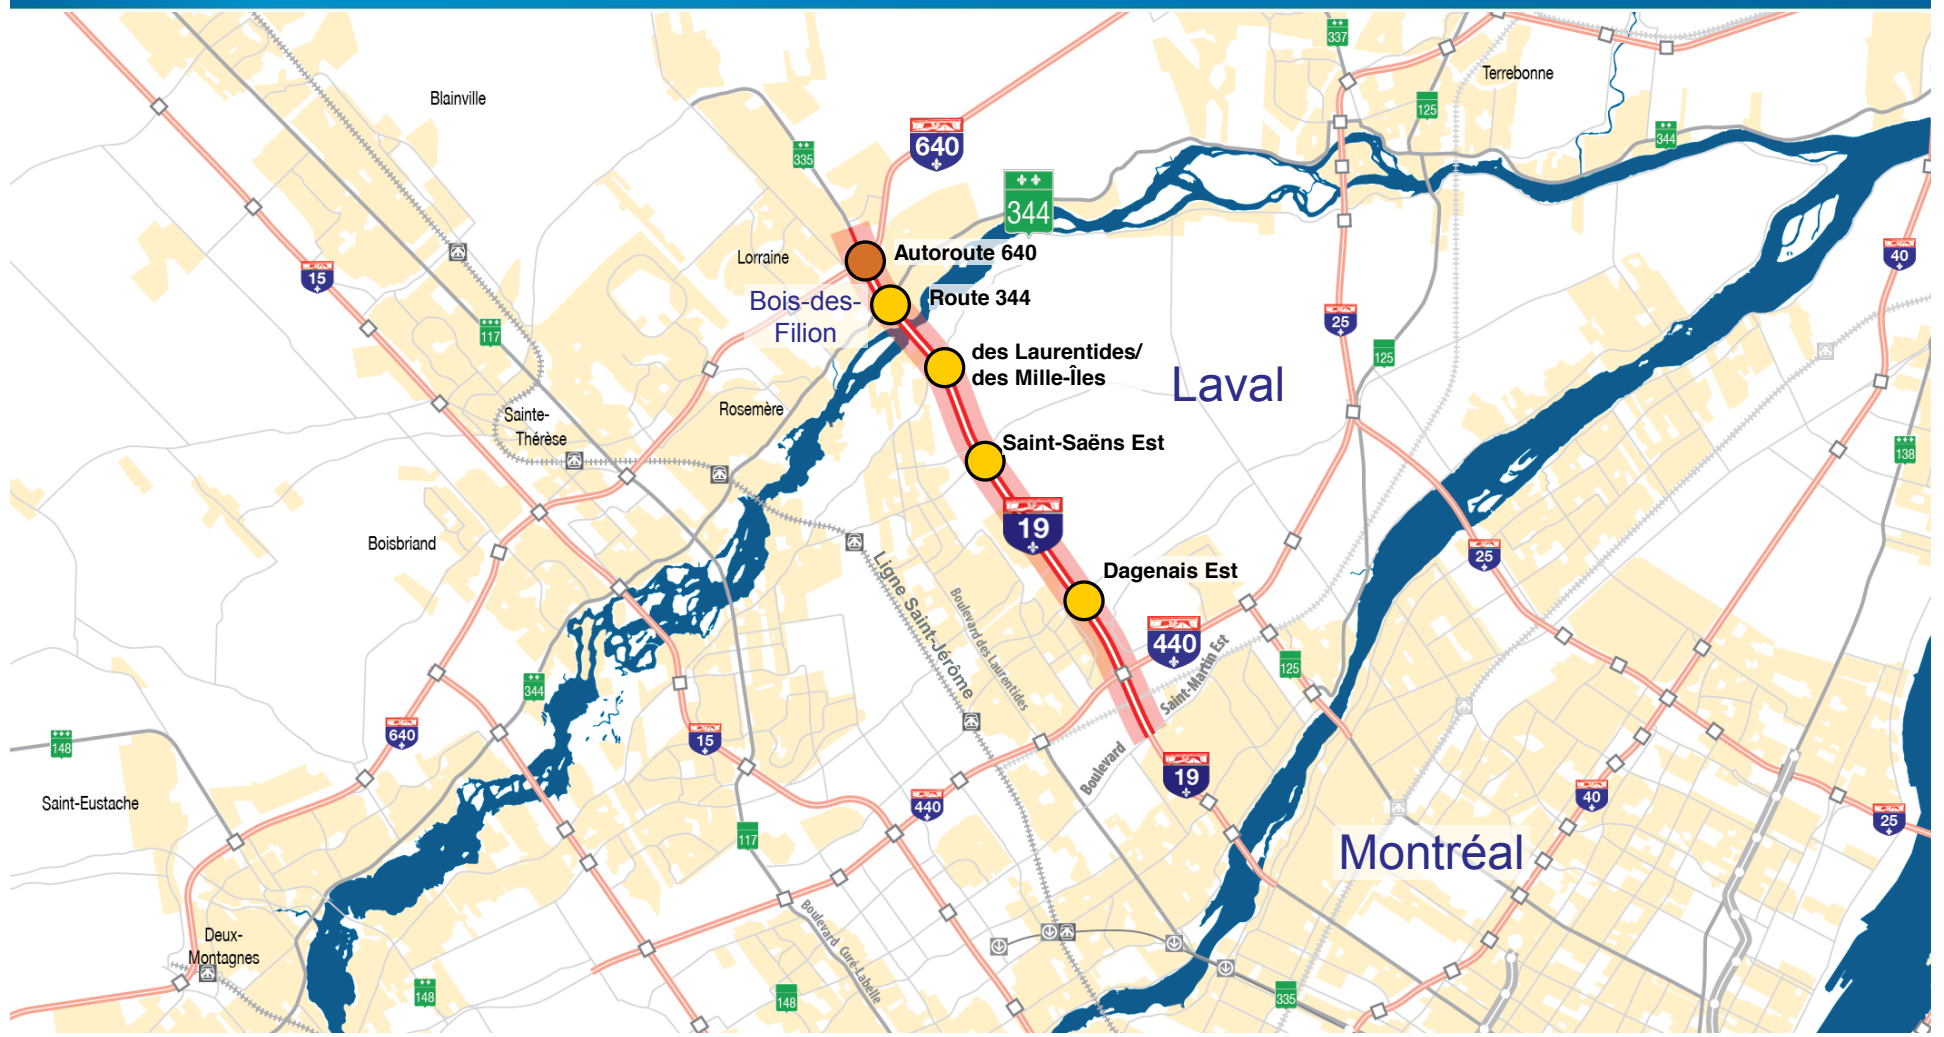 337
Terrebonne
Blainville
125
344
640
335
344
Lorraine
Autoroute 640
40
15
Bois-des-
Filion
Route 344
25
117
des Laurentides/
des Mille-Îles
125
Laval
Rosemère
Sainte-
Thérèse
Saint-Saëns Est
138
19
Boisbriand
25
Ligne Saint-Jérôme
Dagenais Est
Boulevard des Laurentides
440
Saint-Martin Est
125
344
640
148
15
Boulevard
19
Saint-Eustache
440
40
25
117
Montréal
Deux-
Montagnes
Boulevard Curé-Labelle
148
148
335